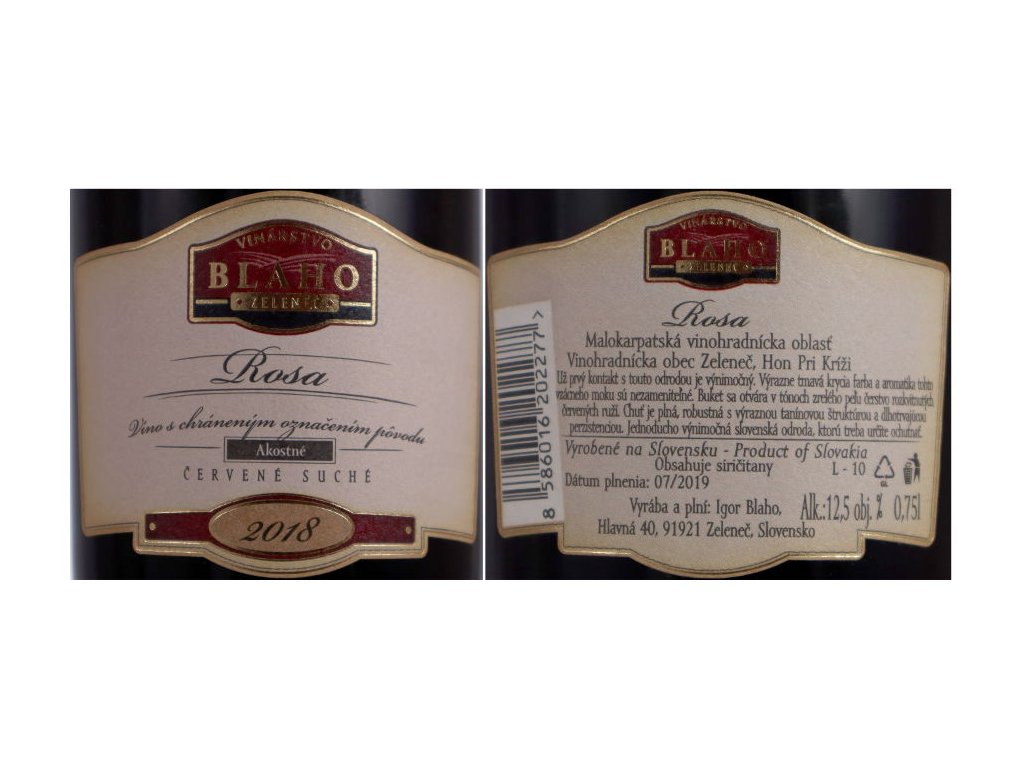 VINÁRSTVO
BLAHO
ZELENEČ
Rosa
Víno s chráneným označením pôvodu
Akostné
ČERVENÉ SUCHÉ
2018
VINÁRSTVO
BLAHO
ZELENEČ
Rosa
Malokarpatská vinohradnícka oblasť
Vinohradnícka obec Zeleneč, Hon Pri Kríži
Už prvý kontakt s touto odrodou je výnimočný. Výrazne tmavá krycia farba a aromatika tohto
vzácneho moku sú nezameniteľné. Buket sa otvára v tónoch zrelého peľu čerstvo rozkvitnutých
červených ruží. Chuť je plná, robustná s výraznou tanínovou štruktúrou a dlhotrvajúcou
perzistenciou. Jednoducho výnimočná slovenská odroda, ktorú treba určite ochutnať.
Vyrobené na Slovensku - Product of Slovakia
Obsahuje siričitany L - 10
GL
Dátum plnenia: 07/2019
Vyrába a plní: Igor Blaho, Alk.:12,5 obj. % 0,75l
Hlavná 40, 91921 Zeleneč, Slovensko
8 586016 202277 >